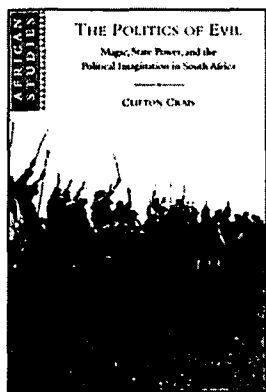 AFRICAN
STUDIES
THE POLITICS OF EVIL
Magic, State Power, and the
Political Imagination in South Africa
CLIFTON CRAIS